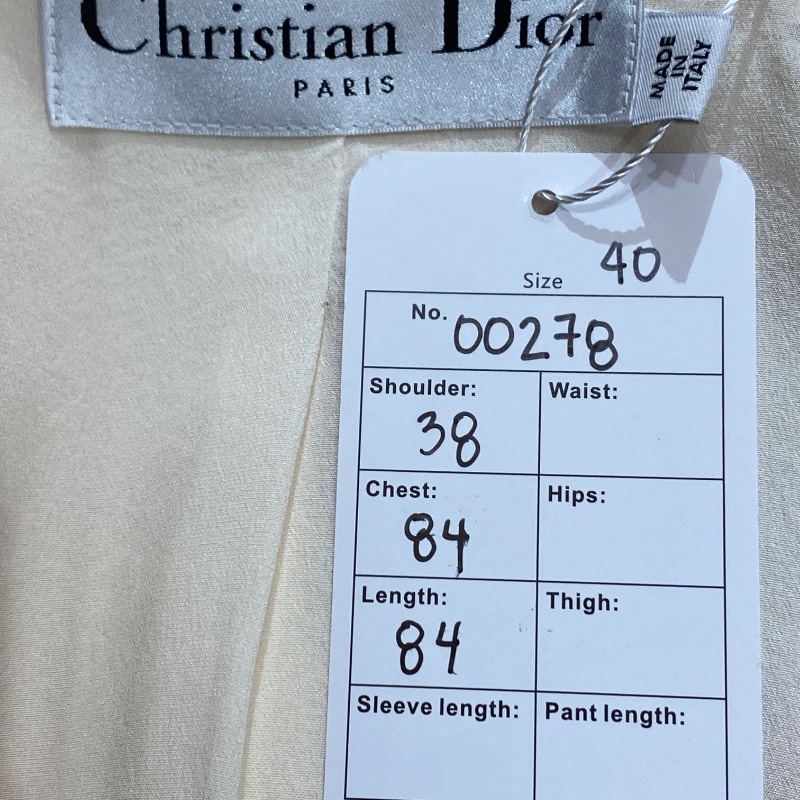 Christian Dior
PARIS
MADE
IN
ITALY
Size 40
No. 00278
Shoulder: Waist:
38
Chest: Hips:
84
Length: Thigh:
84
Sleeve length: Pant length: